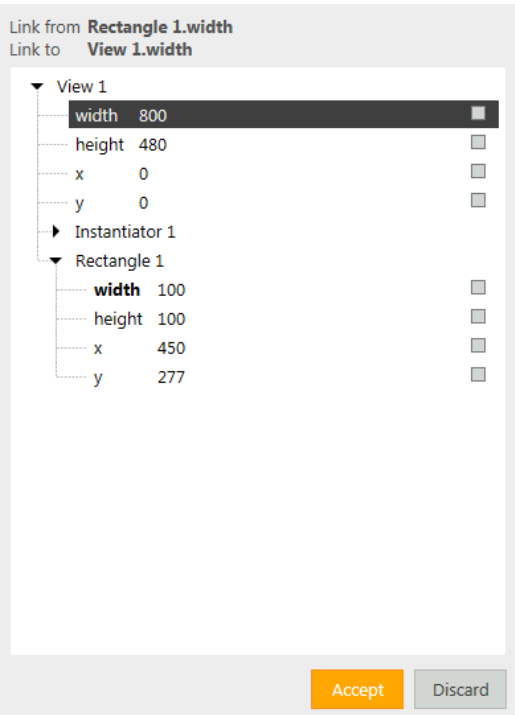 Link from Rectangle 1.width
Link to View 1.width
View 1
width 800
height 480
x 0
y 0
Instantiator 1
Rectangle 1
width 100
height 100
x 450
y 277
Accept Discard